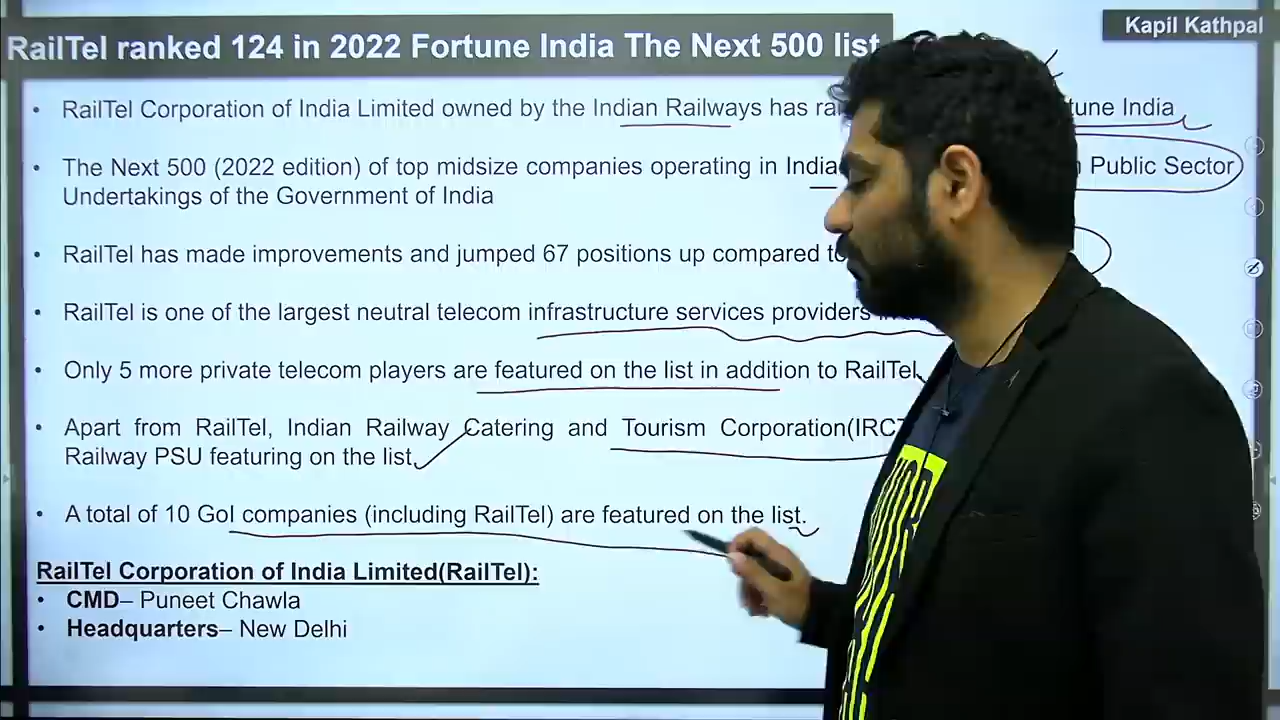 Kapil Kathpal
RailTel ranked 124 in 2022 Fortune India The Next 500 list
• RailTel Corporation of India Limited owned by the Indian Railways has tune India
• The Next 500 (2022 edition) of top midsize companies operating in India Public Sector
Undertakings of the Government of India
• RailTel has made improvements and jumped 67 positions up compared
• RailTel is one of the largest neutral telecom infrastructure services providers
• Only 5 more private telecom players are featured on the list in addition to RailTel
• Apart from RailTel, Indian Railway Catering and Tourism Corporation(IRCT
Railway PSU featuring on the list.
• A total of 10 GoI companies (including RailTel) are featured on the list.
RailTel Corporation of India Limited(RailTel):
• CMD– Puneet Chawla
• Headquarters– New Delhi